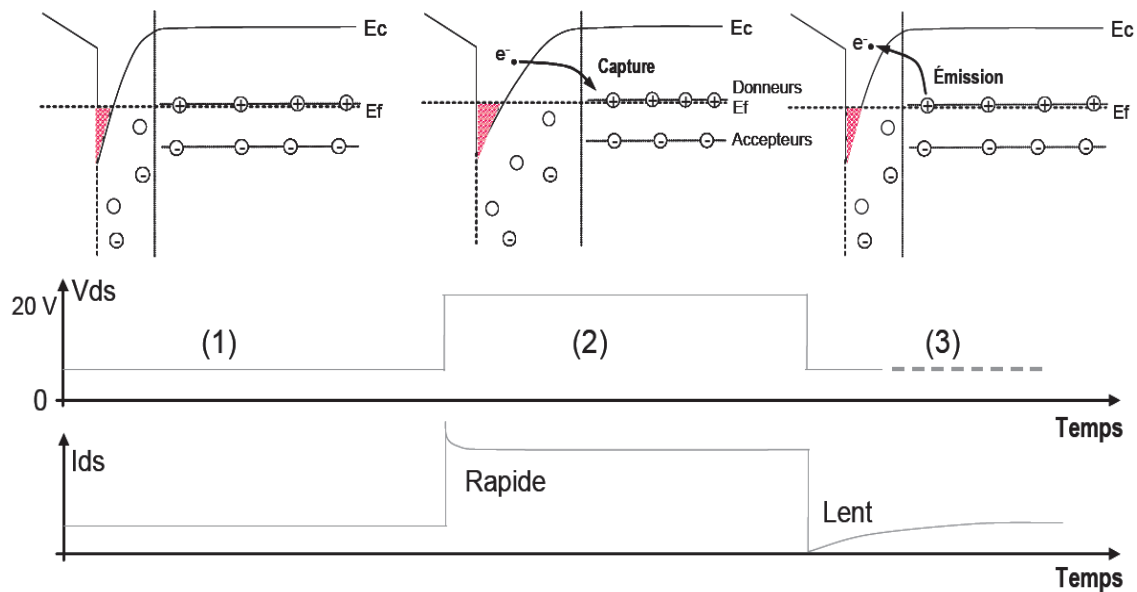 Ec
Ef
e-
Capture
Ec
Donneurs
Ef
Accepteurs
e-
Émission
Ec
Ef
20 V
Vds
(1)
(2)
(3)
0
Temps
Ids
Rapide
Lent
Temps